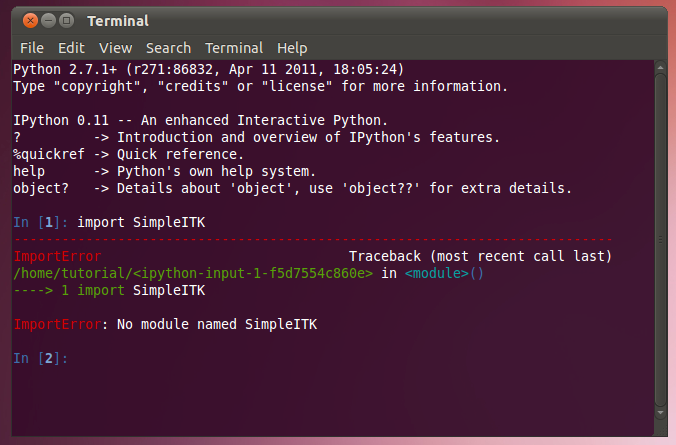 Terminal
File Edit View Search Terminal Help
Python 2.7.1+ (r271:86832, Apr 11 2011, 18:05:24)
Type "copyright", "credits" or "license" for more information.

IPython 0.11 -- An enhanced Interactive Python.
?         -> Introduction and overview of IPython's features.
%quickref -> Quick reference.
help      -> Python's own help system.
object?   -> Details about 'object', use 'object??' for extra details.

In [1]: import SimpleITK
---------------------------------------------------------------------------
ImportError                               Traceback (most recent call last)
/home/tutorial/<ipython-input-1-f5d7554c860e> in <module>()
----> 1 import SimpleITK

ImportError: No module named SimpleITK

In [2]: